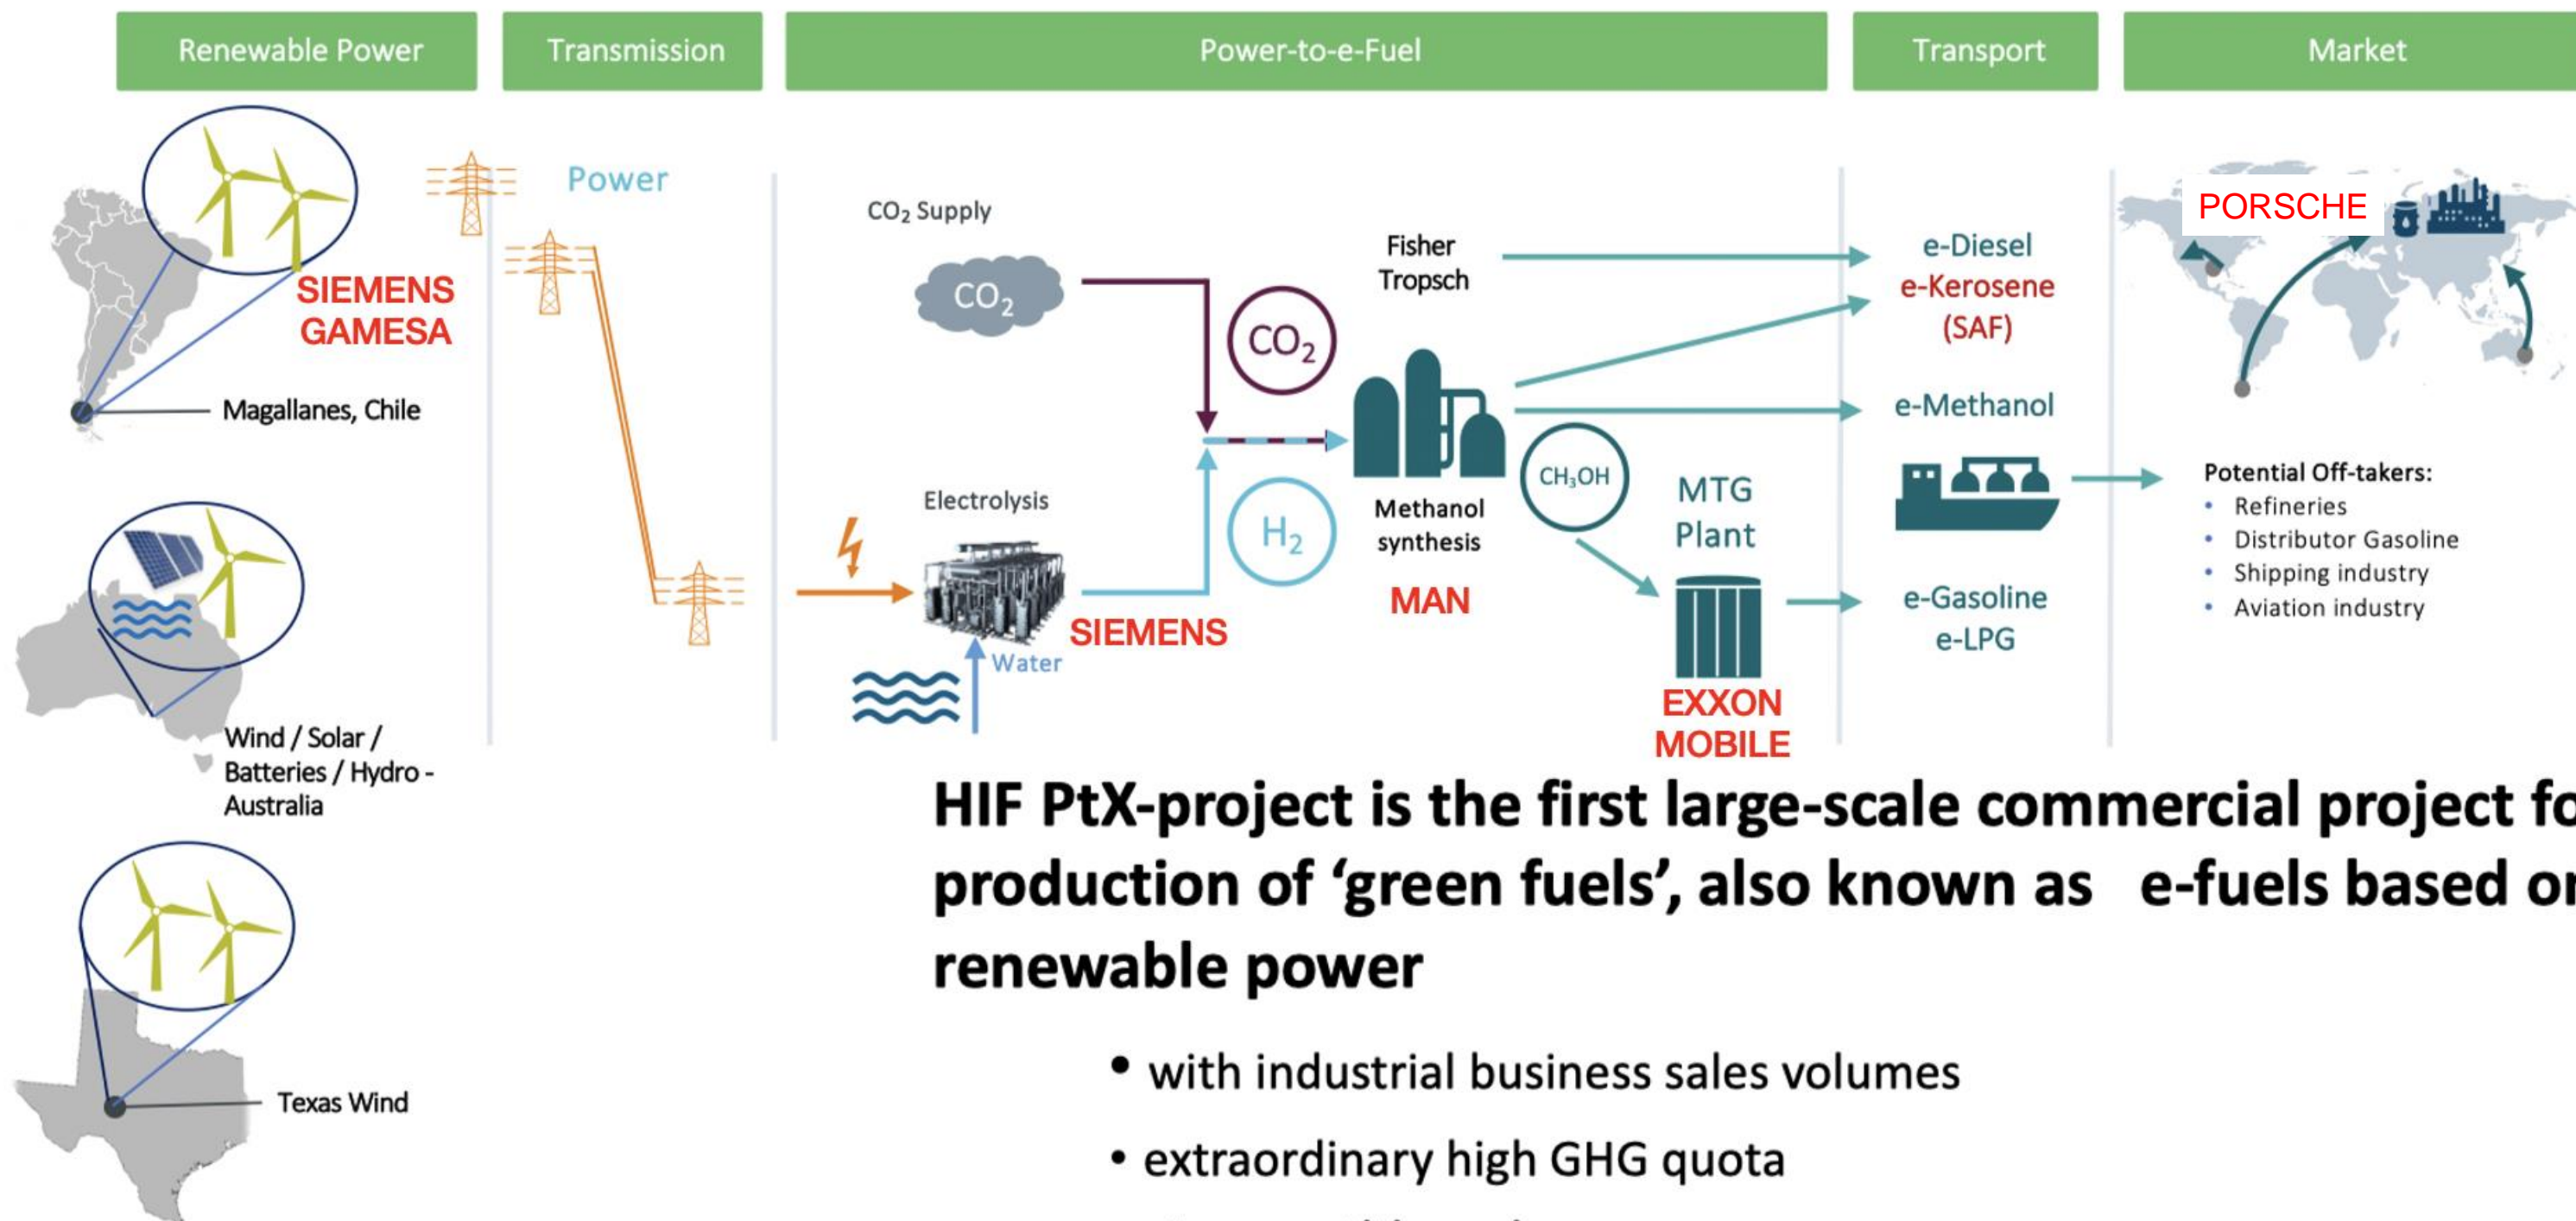 Renewable Power
Transmission
Power-to-e-Fuel
Transport
Market
SIEMENS
GAMESA
Magallanes, Chile
Wind / Solar /
Batteries / Hydro -
Australia
Texas Wind
Power
CO₂ Supply
CO₂
CO₂
Electrolysis
H₂
SIEMENS
Water
Fisher
Tropsch
Methanol
synthesis
MAN
CH₃OH
MTG
Plant
EXXON
MOBILE
e-Diesel
e-Kerosene
(SAF)
e-Methanol
e-Gasoline
e-LPG
PORSCHE
Potential Off-takers:
• Refineries
• Distributor Gasoline
• Shipping industry
• Aviation industry
HIF PtX-project is the first large-scale commercial project fo
production of ‘green fuels’, also known as e-fuels based on
renewable power
• with industrial business sales volumes
• extraordinary high GHG quota